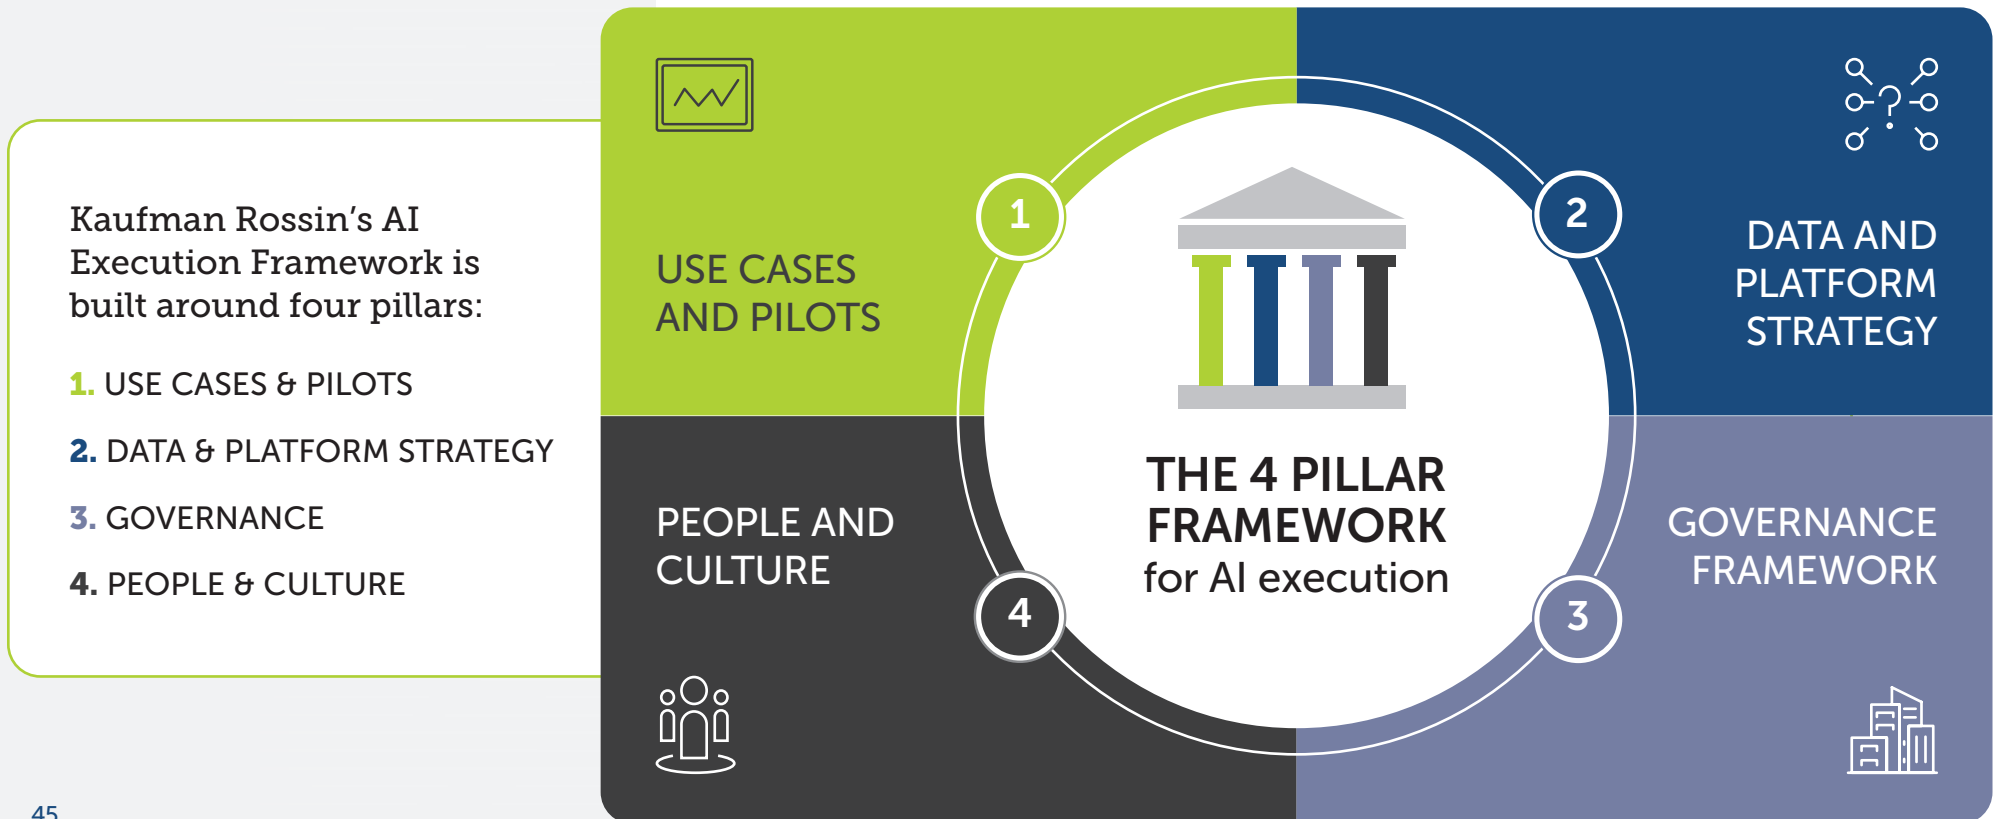 Kaufman Rossin’s AI
Execution Framework is
built around four pillars:
1. USE CASES & PILOTS
2. DATA & PLATFORM STRATEGY
3. GOVERNANCE
4. PEOPLE & CULTURE
45
USE CASES
AND PILOTS
1
2
DATA AND
PLATFORM
STRATEGY
THE 4 PILLAR
FRAMEWORK
for AI execution
PEOPLE AND
CULTURE
4
3
GOVERNANCE
FRAMEWORK